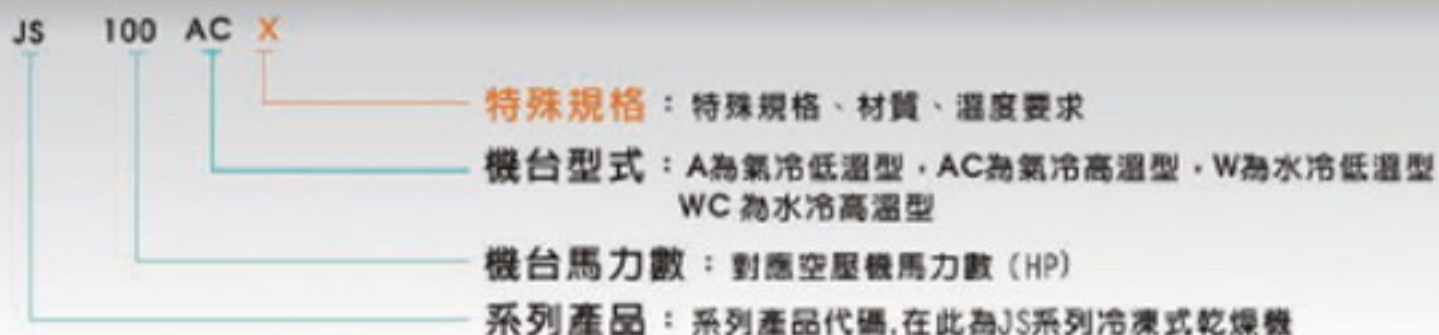 JS 100 AC X
特殊規格：特殊規格、材質、溫度要求
機台型式：A為氣冷低溫型，AC為氣冷高溫型，W為水冷低溫型
WC 為水冷高溫型
機台馬力數：對應空壓機馬力數（HP）
系列產品：系列產品代碼,在此為JS系列冷凍式乾燥機